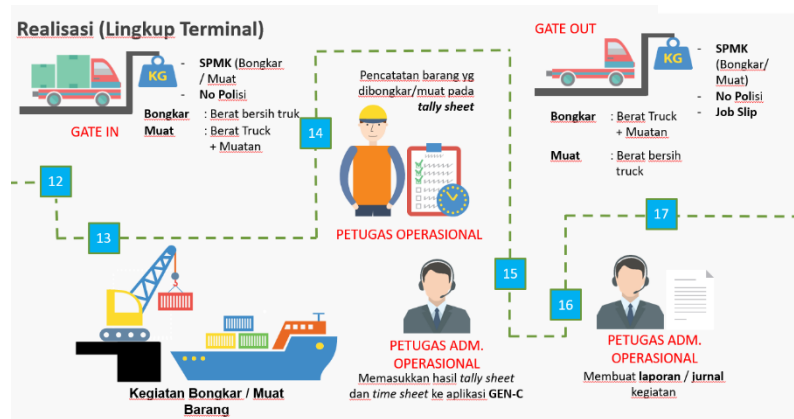 Realisasi (Lingkup Terminal)
KG
- SPMK (Bongkar
/ Muat
- No Polisi
Bongkar : Berat bersih truk
Muat : Berat Truck
+ Muatan
GATE IN
12
13
14
Pencatatan barang yg
dibongkar/muat pada
tally sheet
PETUGAS OPERASIONAL
GATE OUT
KG
- SPMK
(Bongkar/
Muat)
- No Polisi
- Job Slip
Bongkar : Berat Truck
+ Muatan
Muat : Berat bersih
truck
15
16
17
Kegiatan Bongkar / Muat
Barang
PETUGAS ADM.
OPERASIONAL
Memasukkan hasil tally sheet
dan time sheet ke aplikasi GEN-C
PETUGAS ADM.
OPERASIONAL
Membuat laporan / jurnal
kegiatan